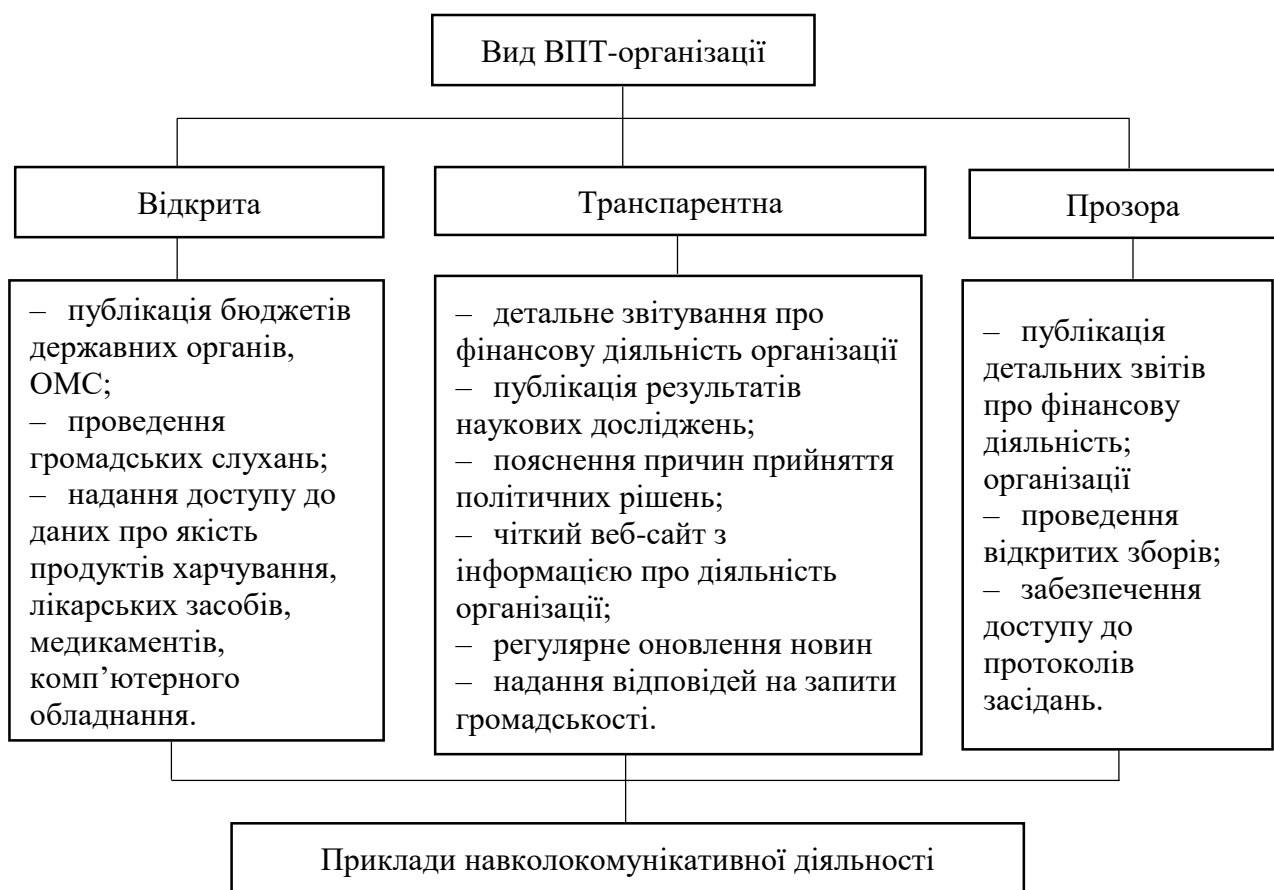 Вид ВПТ-організації
Відкрита
Транспарентна
Прозора
– публікація бюджетів
державних органів,
ОМС;
– проведення
громадських слухань;
– надання доступу до
даних про якість
продуктів харчування,
лікарських засобів,
медикаментів,
комп’ютерного
обладнання.
– детальне звітування про
фінансову діяльність організації
– публікація результатів
наукових досліджень;
– пояснення причин прийняття
політичних рішень;
– чіткий веб-сайт з
інформацією про діяльність
організації;
– регулярне оновлення новин
– надання відповідей на запити
громадськості.
– публікація
детальних звітів
про фінансову
діяльність;
організації
– проведення
відкритих зборів;
– забезпечення
доступу до
протоколів
засідань.
Приклади навколокомунікативної діяльності